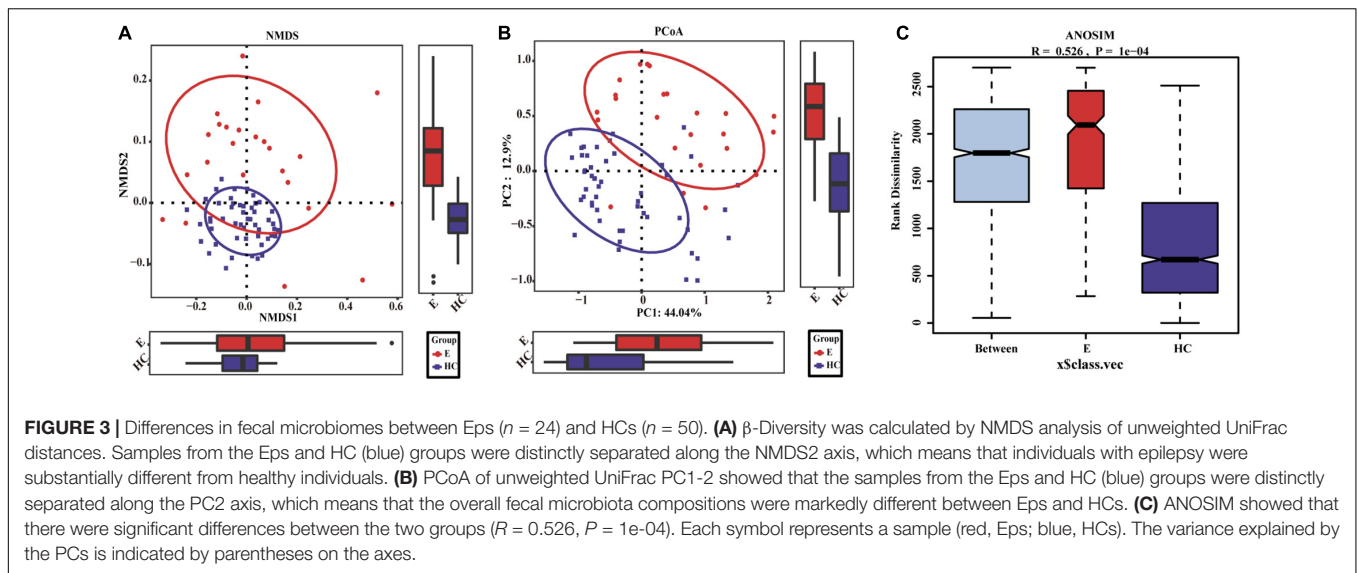 A
NMDS
0.2
0.1
0.0
−0.1
NMDS2
−0.2
0.0
0.2
0.4
0.6
NMDS1
E
HC
E
HC
Group
E
HC
B
PCoA
1.0
0.5
0.0
−0.5
−1.0
PC2 : 12.9%
−1
0
1
2
PC1: 44.04%
E
HC
E
HC
Group
E
HC
C
ANOSIM
R = 0.526 , P = 1e−04
2500
2000
1500
1000
500
0
Rank Dissimilarity
Between
E
HC
x$class.vec
FIGURE 3 | Differences in fecal microbiomes between Eps (n = 24) and HCs (n = 50). (A) β-Diversity was calculated by NMDS analysis of unweighted UniFrac
distances. Samples from the Eps and HC (blue) groups were distinctly separated along the NMDS2 axis, which means that individuals with epilepsy were
substantially different from healthy individuals. (B) PCoA of unweighted UniFrac PC1-2 showed that the samples from the Eps and HC (blue) groups were distinctly
separated along the PC2 axis, which means that the overall fecal microbiota compositions were markedly different between Eps and HCs. (C) ANOSIM showed that
there were significant differences between the two groups (R = 0.526, P = 1e-04). Each symbol represents a sample (red, Eps; blue, HCs). The variance explained by
the PCs is indicated by parentheses on the axes.